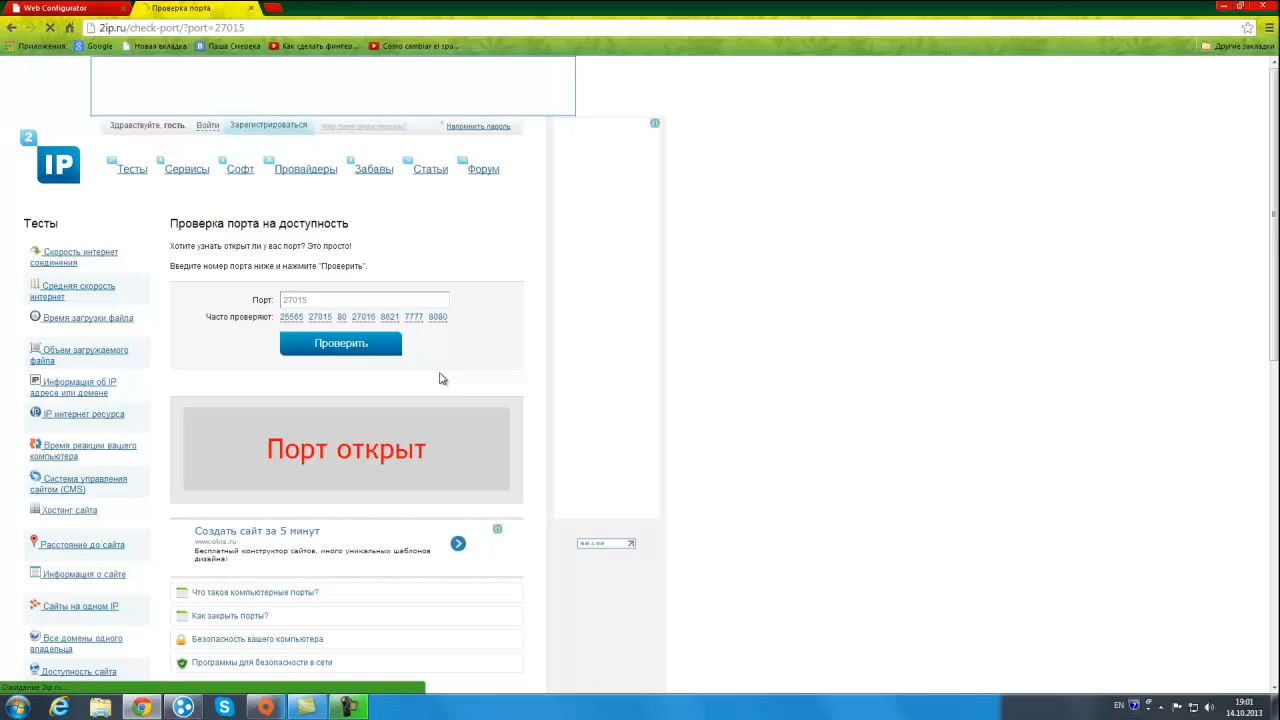 Web Configurator
Проверка порта
2ip.ru/check-port/?port=27015
Приложения
Google
Новая вкладка
Паша Смерека
Как сделать фингер...
Como cambiar el spa...
Другие закладки
Здравствуйте, гость.
Войти
Зарегистрироваться
Напомнить пароль
2
IP
Тесты
Сервисы
Софт
Провайдеры
Забавы
Статьи
Форум
Тесты
Скорость интернет
соединения
Средняя скорость
интернет
Время загрузки файла
Объем загружаемого
файла
Информация об IP
адресе или домене
IP интернет ресурса
Время реакции вашего
компьютера
Система управления
сайтом (CMS)
Хостинг сайта
Расстояние до сайта
Информация о сайте
Сайты на одном IP
Все домены одного
владельца
Доступность сайта
Проверка порта на доступность
Хотите узнать открыт ли у вас порт? Это просто!
Введите номер порта ниже и нажмите "Проверить".
Порт: 27015
Часто проверяют: 25565 27015 80 27016 8621 7777 8080
Проверить
Порт открыт
Создать сайт за 5 минут
www.okis.ru
Бесплатный конструктор сайтов, много уникальных шаблонов
дизайна!
Что такое компьютерные порты?
Как закрыть порты?
Безопасность вашего компьютера
Программы для безопасности в сети
Ожидание 2ip.ru...
EN
19:01
14.10.2013